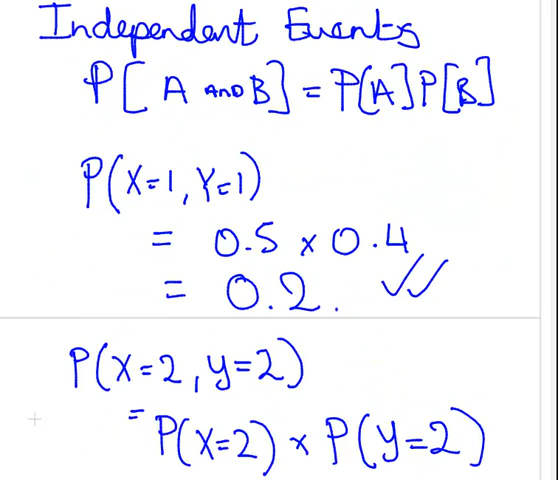 Independent Events
P[A AND B] = P[A]P[B]
P(X=1, Y=1)
= 0.5 × 0.4
= 0.2.
P(X=2, Y=2)
= P(X=2) × P(Y=2)